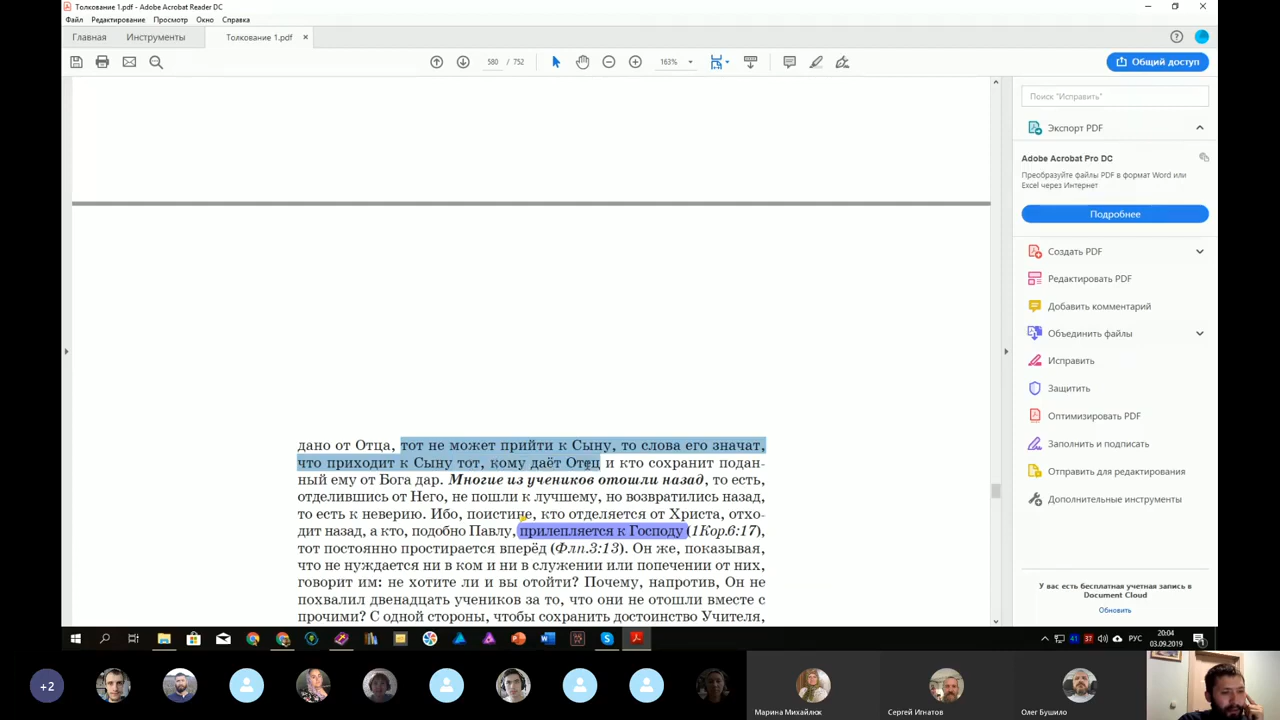 Толкование 1.pdf - Adobe Acrobat Reader DC
Файл Редактирование Просмотр Окно Справка
Главная Инструменты Толкование 1.pdf ×
580 / 752 163% Общий доступ
Поиск "Исправить"
Экспорт PDF
Adobe Acrobat Pro DC
Преобразуйте файлы PDF в формат Word или
Excel через Интернет
Подробнее
Создать PDF
Редактировать PDF
Добавить комментарий
Объединить файлы
Исправить
Защитить
Оптимизировать PDF
Заполнить и подписать
Отправить для редактирования
Дополнительные инструменты
У вас есть бесплатная учетная запись в
Document Cloud
Обновить
дано от Отца, тот не может прийти к Сыну, то слова его значат,
что приходит к Сыну тот, кому даёт Отец и кто сохранит подан-
ный ему от Бога дар. Многие из учеников отошли назад, то есть,
отделившись от Него, не пошли к лучшему, но возвратились назад,
то есть к неверию. Ибо, поистине, кто отделяется от Христа, отхо-
дит назад, а кто, подобно Павлу, прилепляется к Господу (1Кор.6:17),
тот постоянно простирается вперёд (Флп.3:13). Он же, показывая,
что не нуждается ни в ком и ни в служении или попечении от них,
говорит им: не хотите ли и вы отойти? Почему, напротив, Он не
похвалил двенадцать учеников за то, что они не отошли вместе с
прочими? С одной стороны, чтобы сохранить достоинство Учителя,
41 37 РУС 20:04
03.09.2019
+2
Марина Михайлюк
Сергей Игнатов
Олег Бушило